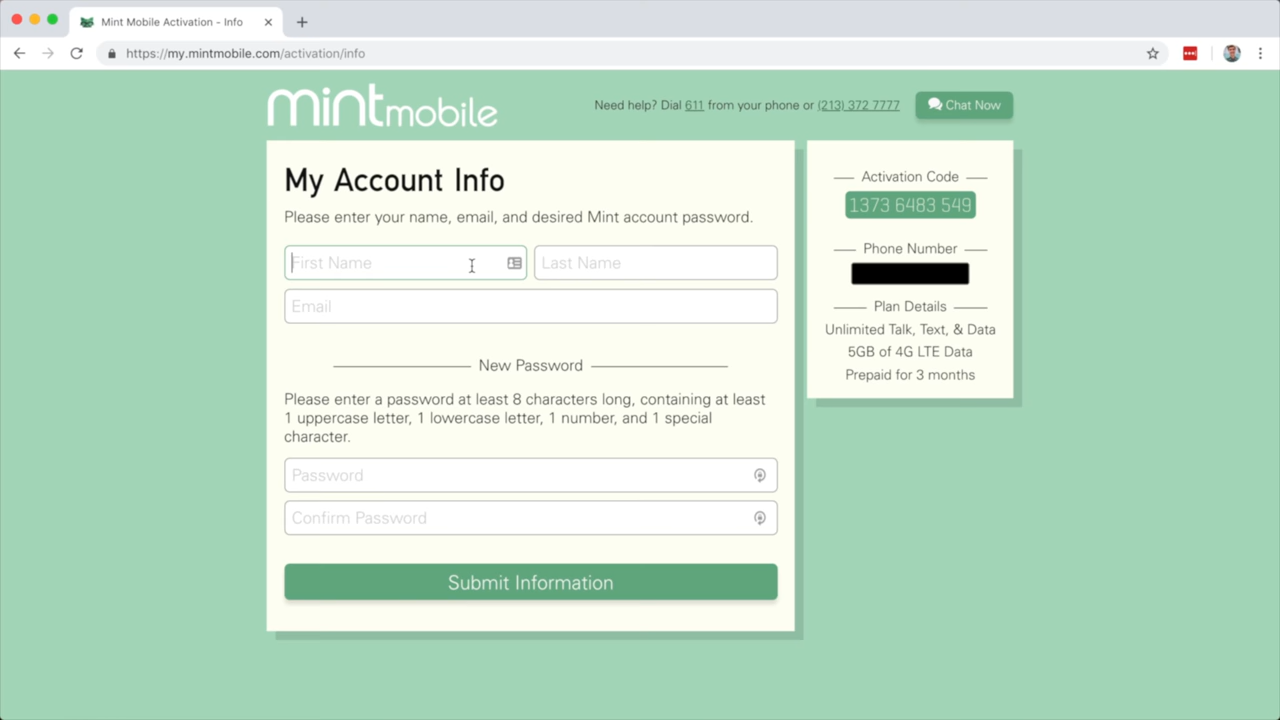 Mint Mobile Activation - Info
https://my.mintmobile.com/activation/info
mintmobile
Need help? Dial 611 from your phone or (213) 372 7777
Chat Now
My Account Info
Please enter your name, email, and desired Mint account password.
First Name
Last Name
Email
New Password
Please enter a password at least 8 characters long, containing at least
1 uppercase letter, 1 lowercase letter, 1 number, and 1 special
character.
Password
Confirm Password
Submit Information
Activation Code
1373 6483 549
Phone Number
Plan Details
Unlimited Talk, Text, & Data
5GB of 4G LTE Data
Prepaid for 3 months